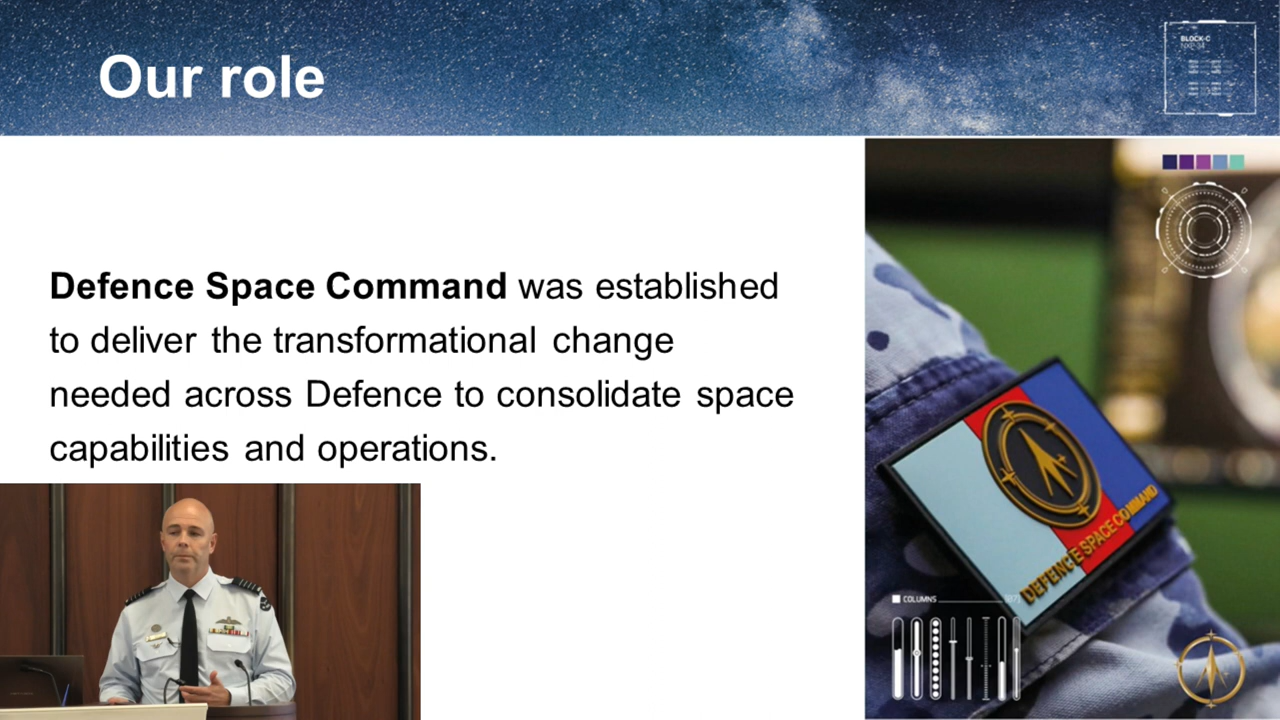 Our role
BLOCK-C
Defence Space Command was established
to deliver the transformational change
needed across Defence to consolidate space
capabilities and operations.
DEFENCE SPACE COMMAND
COLUMNS